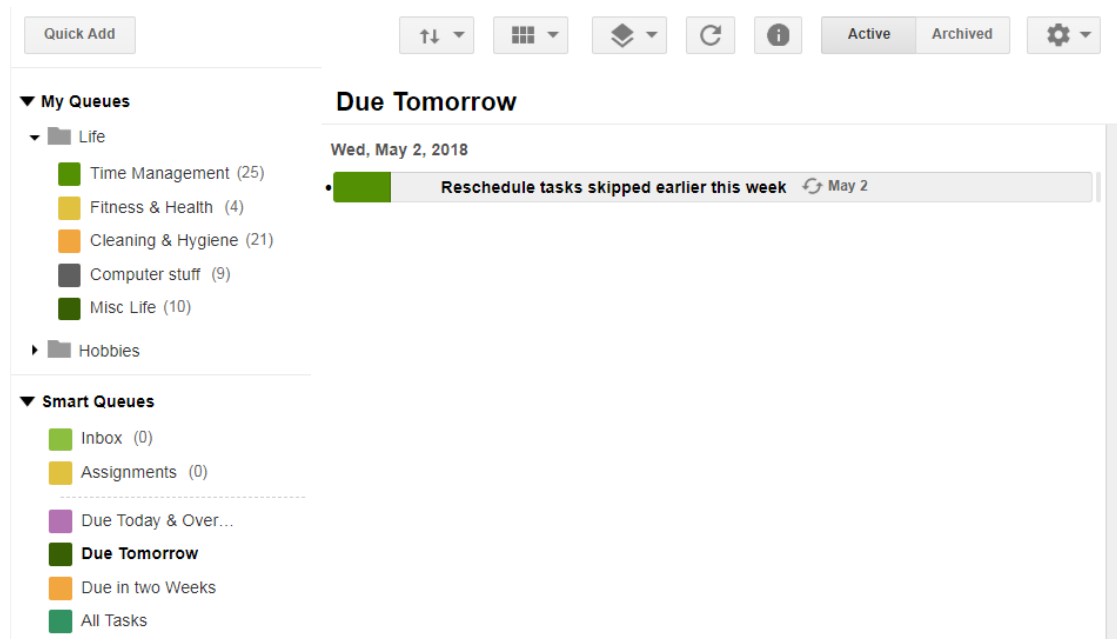 Quick Add
Active
Archived
My Queues
Life
Time Management (25)
Fitness & Health (4)
Cleaning & Hygiene (21)
Computer stuff (9)
Misc Life (10)
Hobbies
Smart Queues
Inbox (0)
Assignments (0)
Due Today & Over...
Due Tomorrow
Due in two Weeks
All Tasks
Due Tomorrow
Wed, May 2, 2018
Reschedule tasks skipped earlier this week May 2